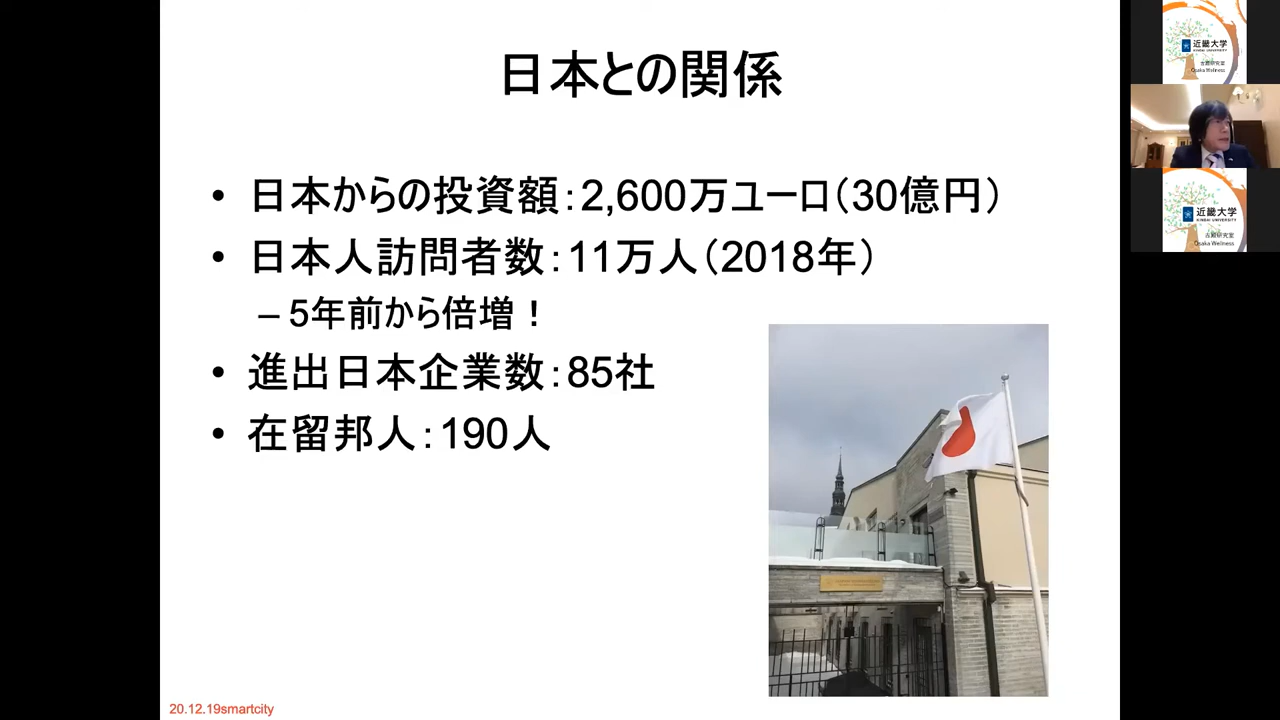 日本との関係
• 日本からの投資額:2,600万ユーロ(30億円)
• 日本人訪問者数:11万人(2018年)
– 5年前から倍増!
• 進出日本企業数:85社
• 在留邦人:190人
20.12.19smartcity
近畿大学
KINDAI UNIVERSITY
Osaka Welness
近畿大学
KINDAI UNIVERSITY
Osaka Welness